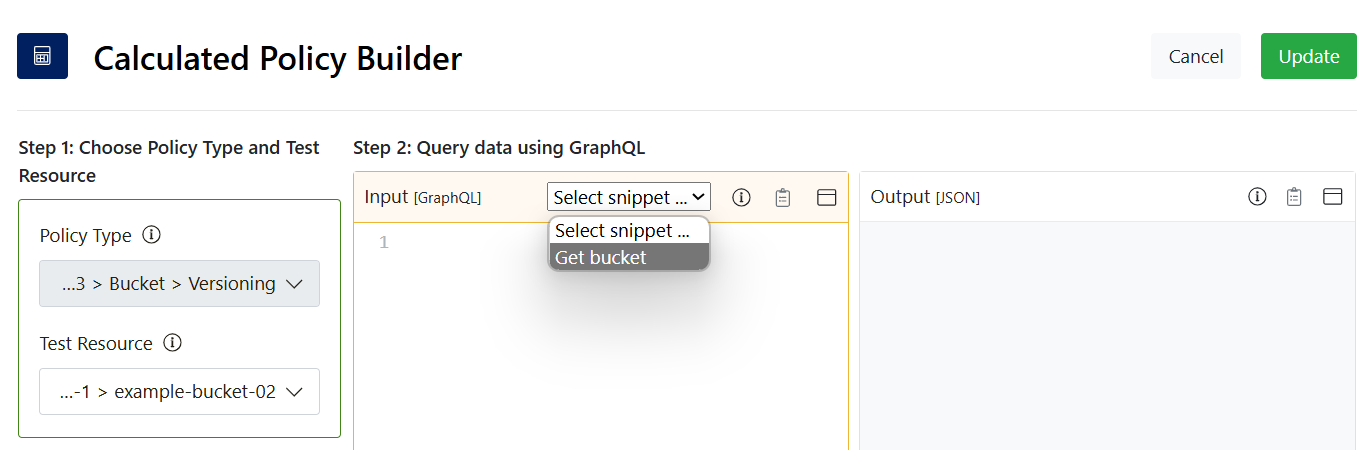 Calculated Policy Builder
Cancel
Update
Step 1: Choose Policy Type and Test
Resource
Policy Type
...3 > Bucket > Versioning
Test Resource
...-1 > example-bucket-02
Step 2: Query data using GraphQL
Input [GraphQL]
Select snippet ...
Select snippet ...
Get bucket
1
Output [JSON]